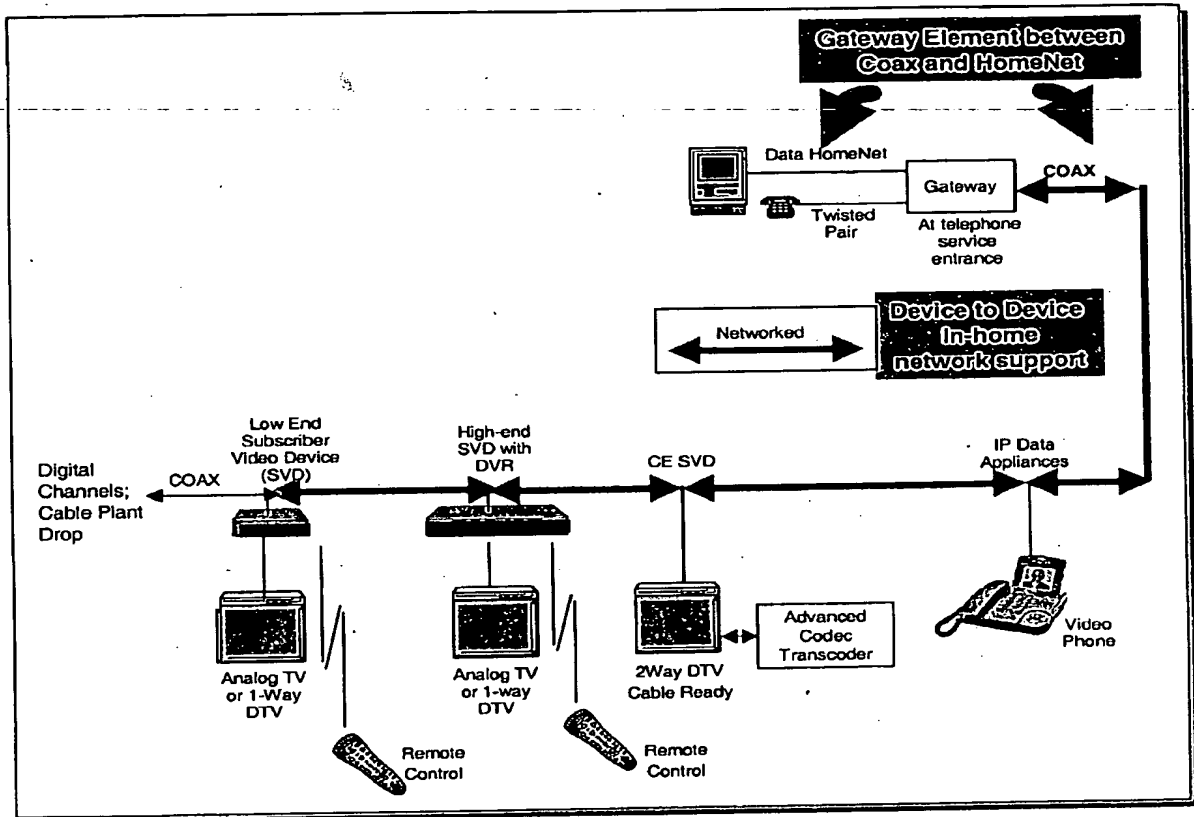 Gateway Element between
Coax and HomeNet
Data HomeNet
Twisted
Pair
Gateway
At telephone
service
entrance
COAX
Networked
Device to Device
In-home
network support
Digital
Channels;
Cable Plant
Drop
COAX
Low End
Subscriber
Video Device
(SVD)
High-end
SVD with
DVR
CE SVD
IP Data
Appliances
Analog TV
or 1-Way
DTV
Remote
Control
Analog TV
or 1-way
DTV
Remote
Control
2Way DTV
Cable Ready
Advanced
Codec
Transcoder
Video
Phone